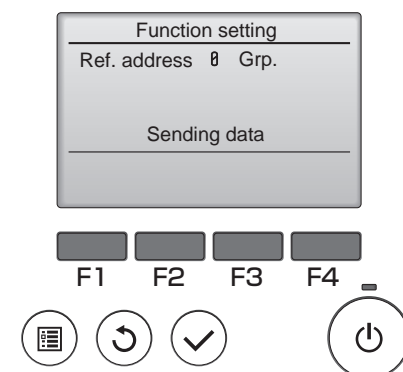 Function setting
Ref. address 0 Grp.
Sending data
F1 F2 F3 F4